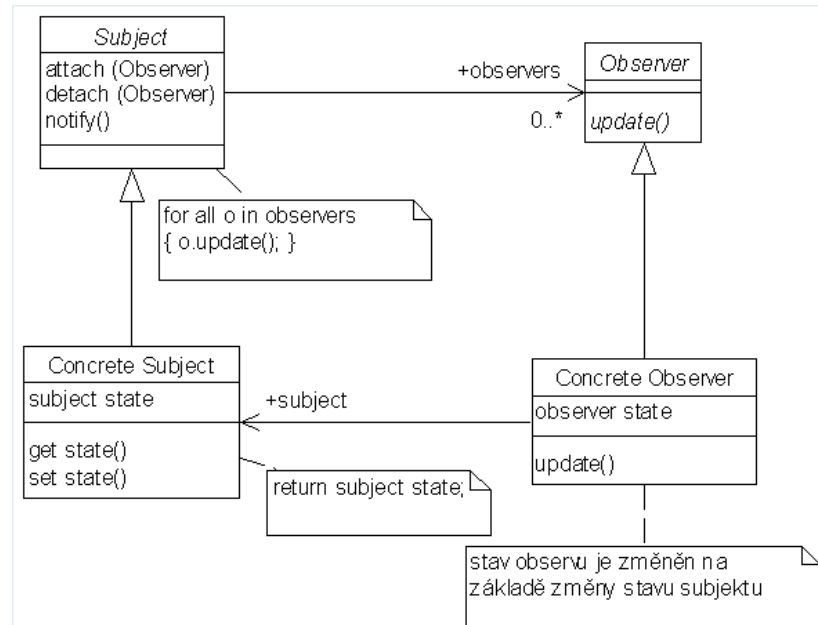 Subject
attach (Observer)
detach (Observer)
notify()
+observers
0..*
Observer
update()
for all o in observers
{ o.update(); }
Concrete Subject
subject state
get state()
set state()
+subject
return subject state;
Concrete Observer
observer state
update()
stav observu je změněn na
základě změny stavu subjektu